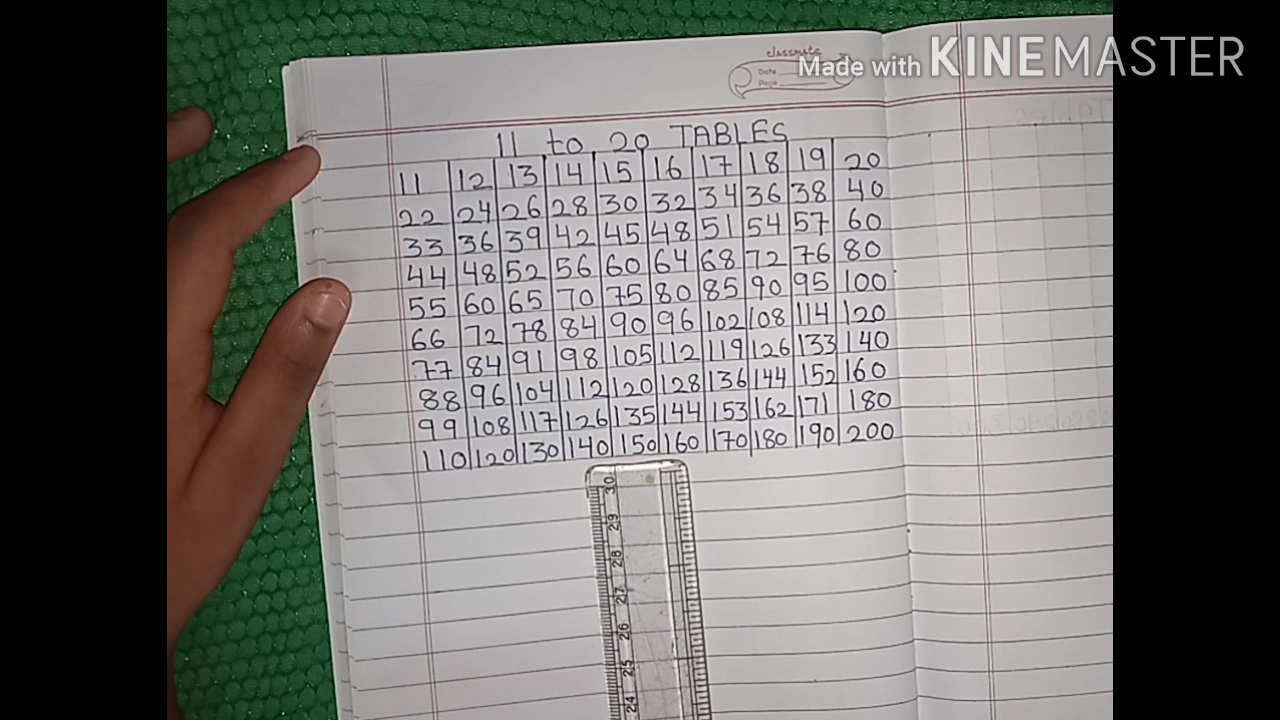 classmate
Date
Page
Made with KINEMASTER
11 to 20 TABLES
11 12 13 14 15 16 17 18 19 20
22 24 26 28 30 32 34 36 38 40
33 36 39 42 45 48 51 54 57 60
44 48 52 56 60 64 68 72 76 80
55 60 65 70 75 80 85 90 95 100
66 72 78 84 90 96 102 108 114 120
77 84 91 98 105 112 119 126 133 140
88 96 104 112 120 128 136 144 152 160
99 108 117 126 135 144 153 162 171 180
110 120 130 140 150 160 170 180 190 200
30
29
28
27
26
25
24